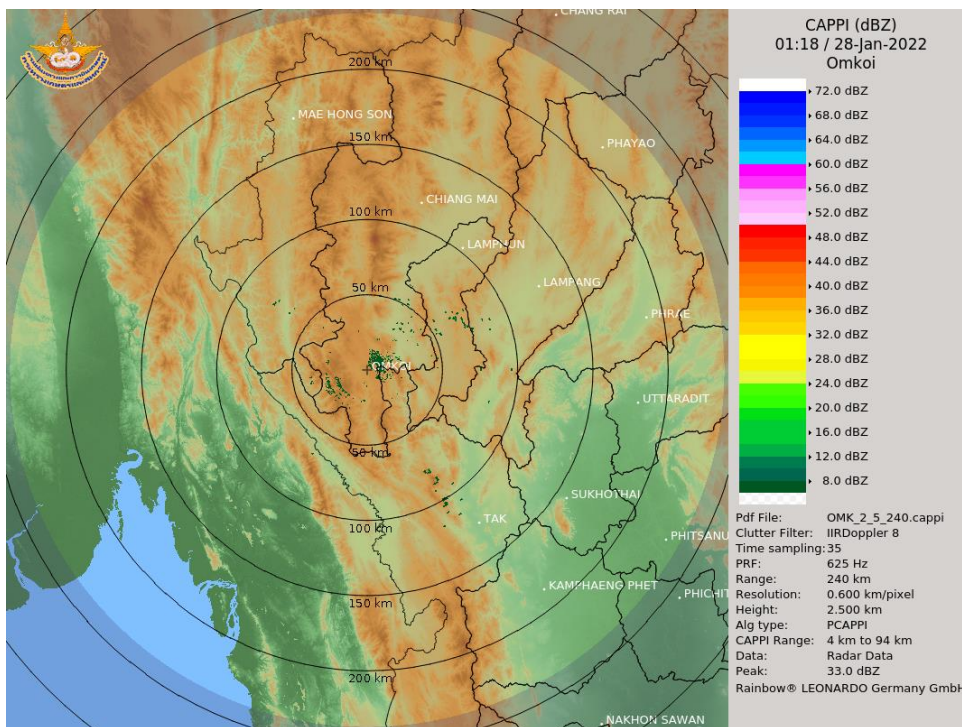 CHANG RAI
200 km
MAE HONG SON
150 km
PHAYAO
CHIANG MAI
100 km
LAMPHUN
LAMPANG
50 km
PHRAE
OMKOI
UTTARADIT
50 km
SUKHOTHAI
TAK
100 km
PHITSANU
KAMPHAENG PHET
PHICHIT
150 km
200 km
NAKHON SAWAN
CAPPI (dBZ)
01:18 / 28-Jan-2022
Omkoi
72.0 dBZ
68.0 dBZ
64.0 dBZ
60.0 dBZ
56.0 dBZ
52.0 dBZ
48.0 dBZ
44.0 dBZ
40.0 dBZ
36.0 dBZ
32.0 dBZ
28.0 dBZ
24.0 dBZ
20.0 dBZ
16.0 dBZ
12.0 dBZ
8.0 dBZ
Pdf File: OMK_2_5_240.cappi
Clutter Filter: IIRDoppler 8
Time sampling: 35
PRF: 625 Hz
Range: 240 km
Resolution: 0.600 km/pixel
Height: 2.500 km
Alg type: PCAPPI
CAPPI Range: 4 km to 94 km
Data: Radar Data
Peak: 33.0 dBZ
Rainbow® LEONARDO Germany GmbH